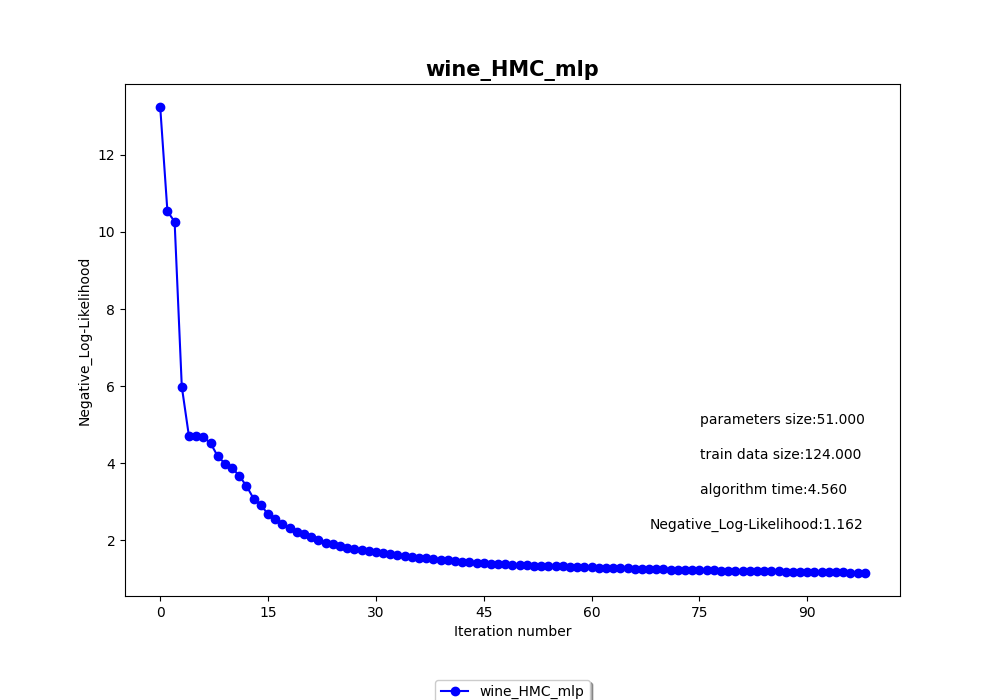 wine_HMC_mlp
12
10
8
6
4
2
Negative_Log-Likelihood
parameters size:51.000
train data size:124.000
algorithm time:4.560
Negative_Log-Likelihood:1.162
0 15 30 45 60 75 90
Iteration number
wine_HMC_mlp